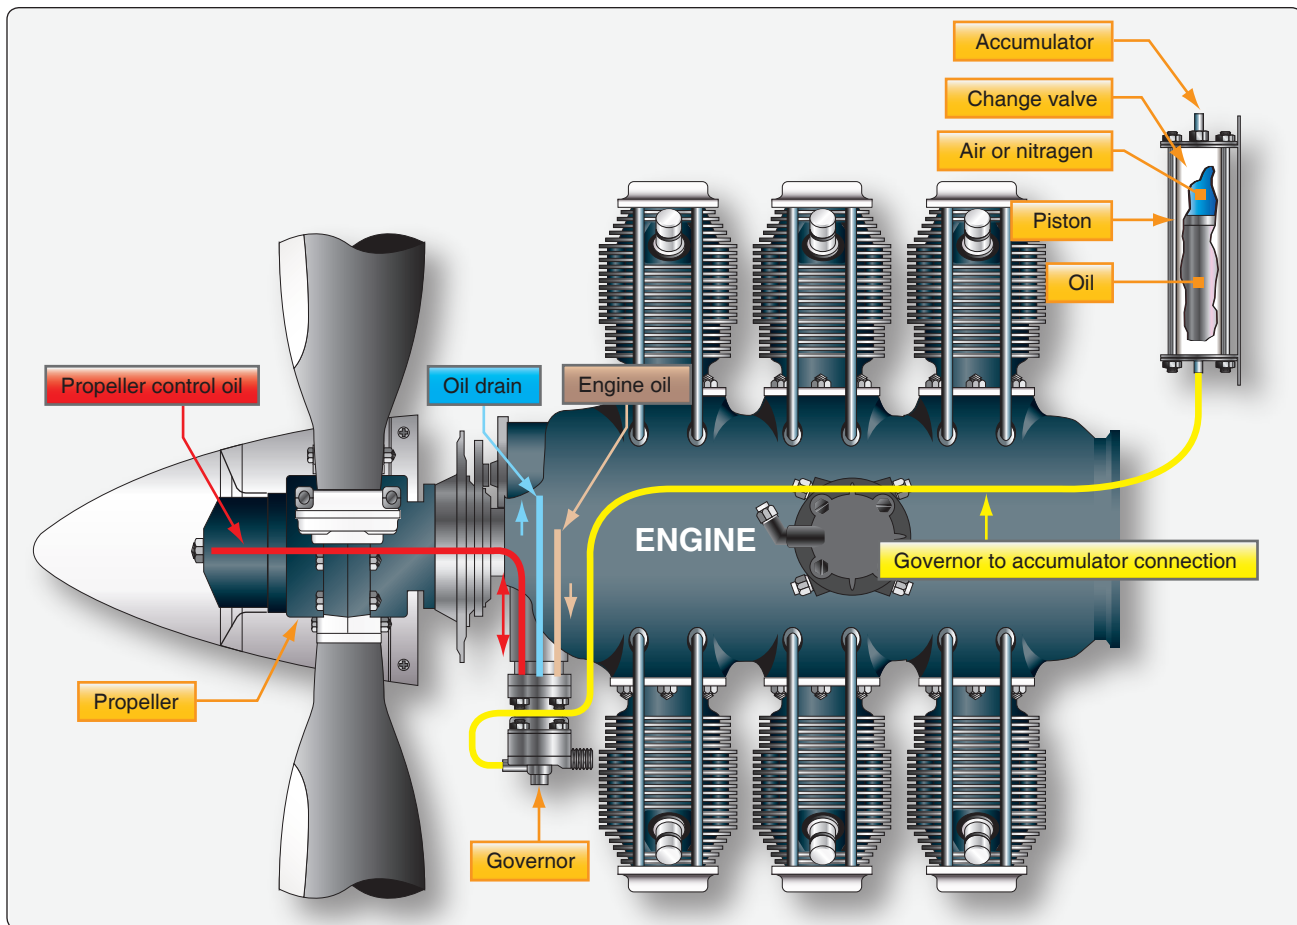 Accumulator
Change valve
Air or nitragen
Piston
Oil
Propeller control oil
Oil drain
Engine oil
ENGINE
Governor to accumulator connection
Propeller
Governor